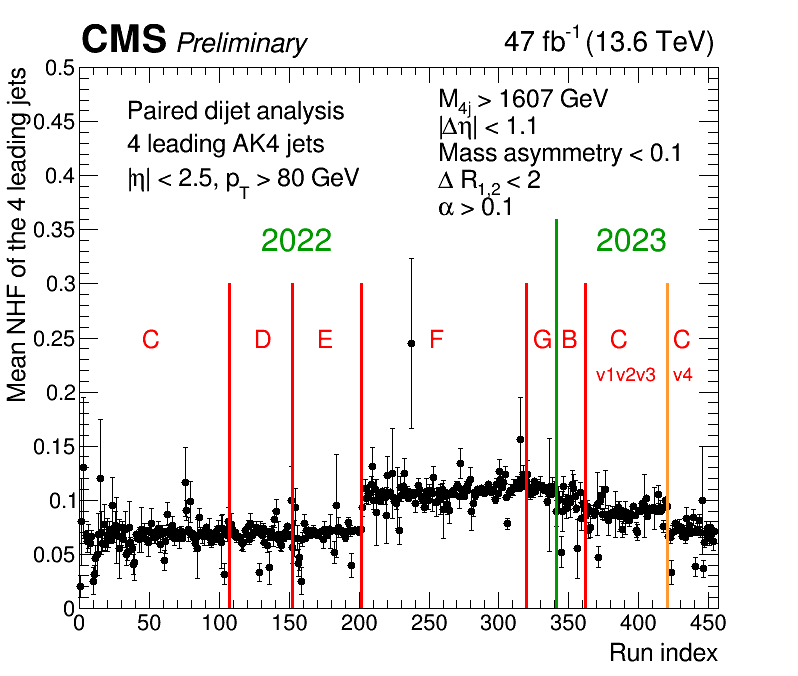 CMS Preliminary 47 fb-1 (13.6 TeV)
Mean NHF of the 4 leading jets
0.5
0.45
0.4
0.35
0.3
0.25
0.2
0.15
0.1
0.05
0
Paired dijet analysis
4 leading AK4 jets
|η| < 2.5, pT > 80 GeV
M4j > 1607 GeV
|Δη| < 1.1
Mass asymmetry < 0.1
Δ R1,2 < 2
α > 0.1
2022 2023
C D E F G B C C
v1v2v3 v4
0 50 100 150 200 250 300 350 400 450
Run index